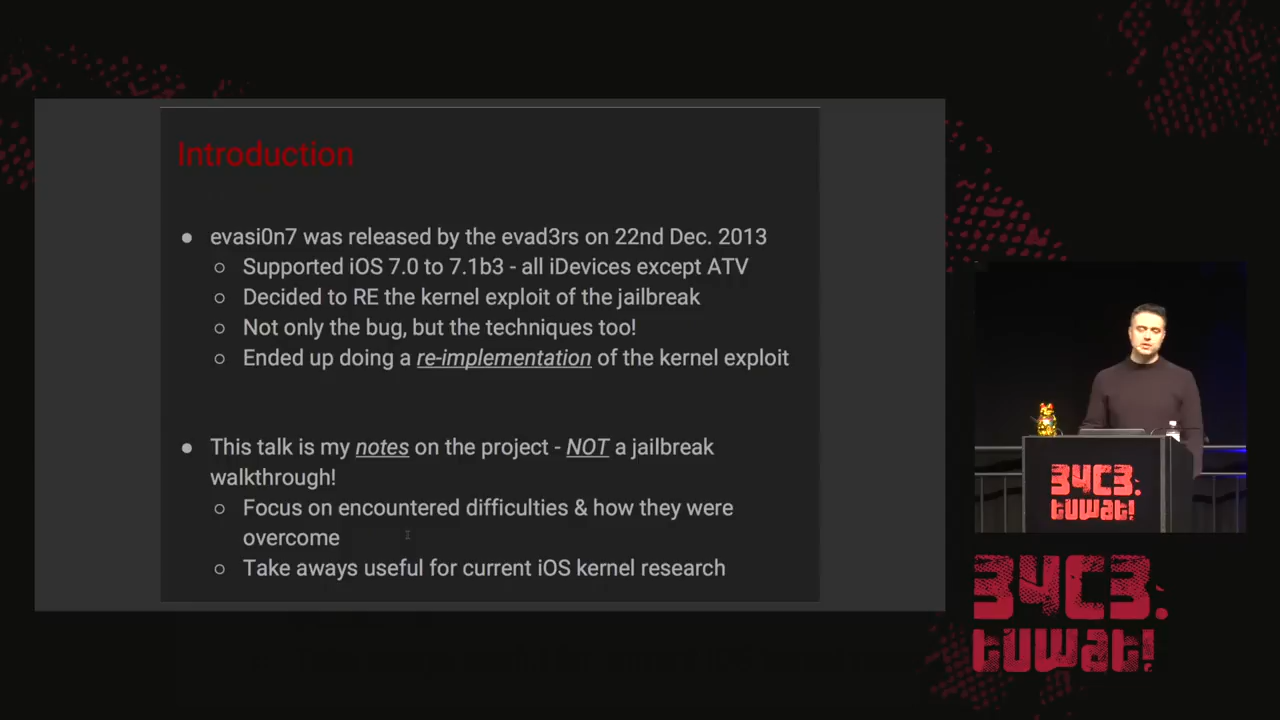 Introduction
● evasi0n7 was released by the evad3rs on 22nd Dec. 2013
○ Supported iOS 7.0 to 7.1b3 - all iDevices except ATV
○ Decided to RE the kernel exploit of the jailbreak
○ Not only the bug, but the techniques too!
○ Ended up doing a re-implementation of the kernel exploit
● This talk is my notes on the project - NOT a jailbreak
walkthrough!
○ Focus on encountered difficulties & how they were
overcome
○ Take aways useful for current iOS kernel research
34C3.
tuwat!
34C3.
tuwat!